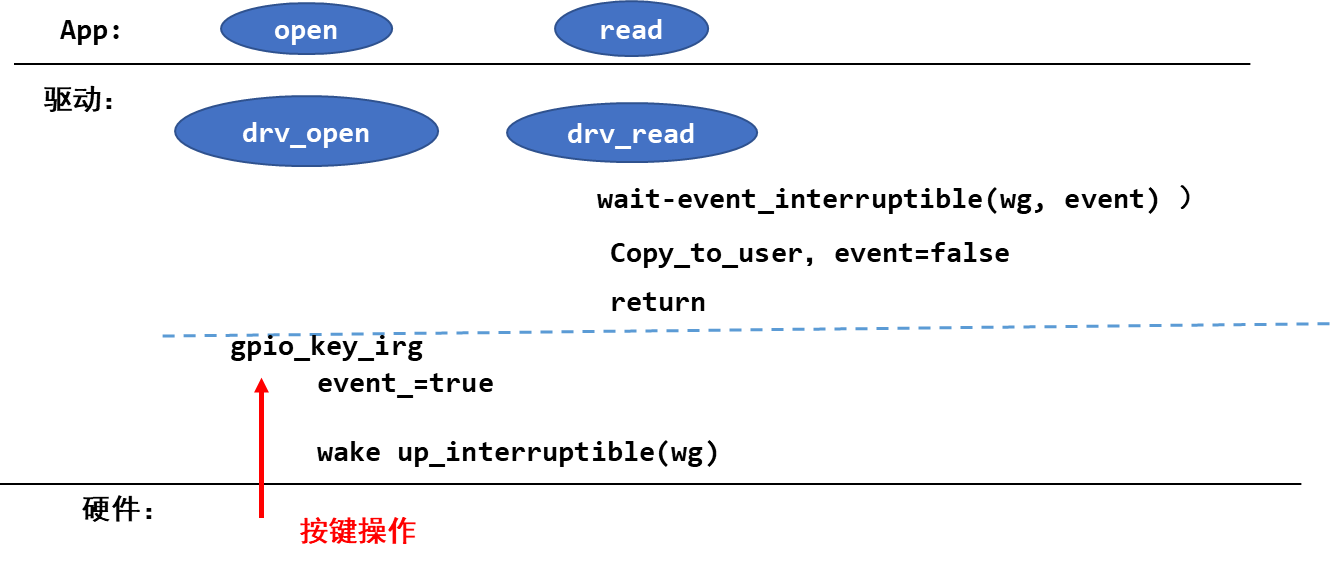 App: open read
驱动:
drv_open drv_read
wait-event_interruptible(wg, event) ）
Copy_to_user, event=false
return
gpio_key_irg
event_=true
wake up_interruptible(wg)
硬件:
按键操作